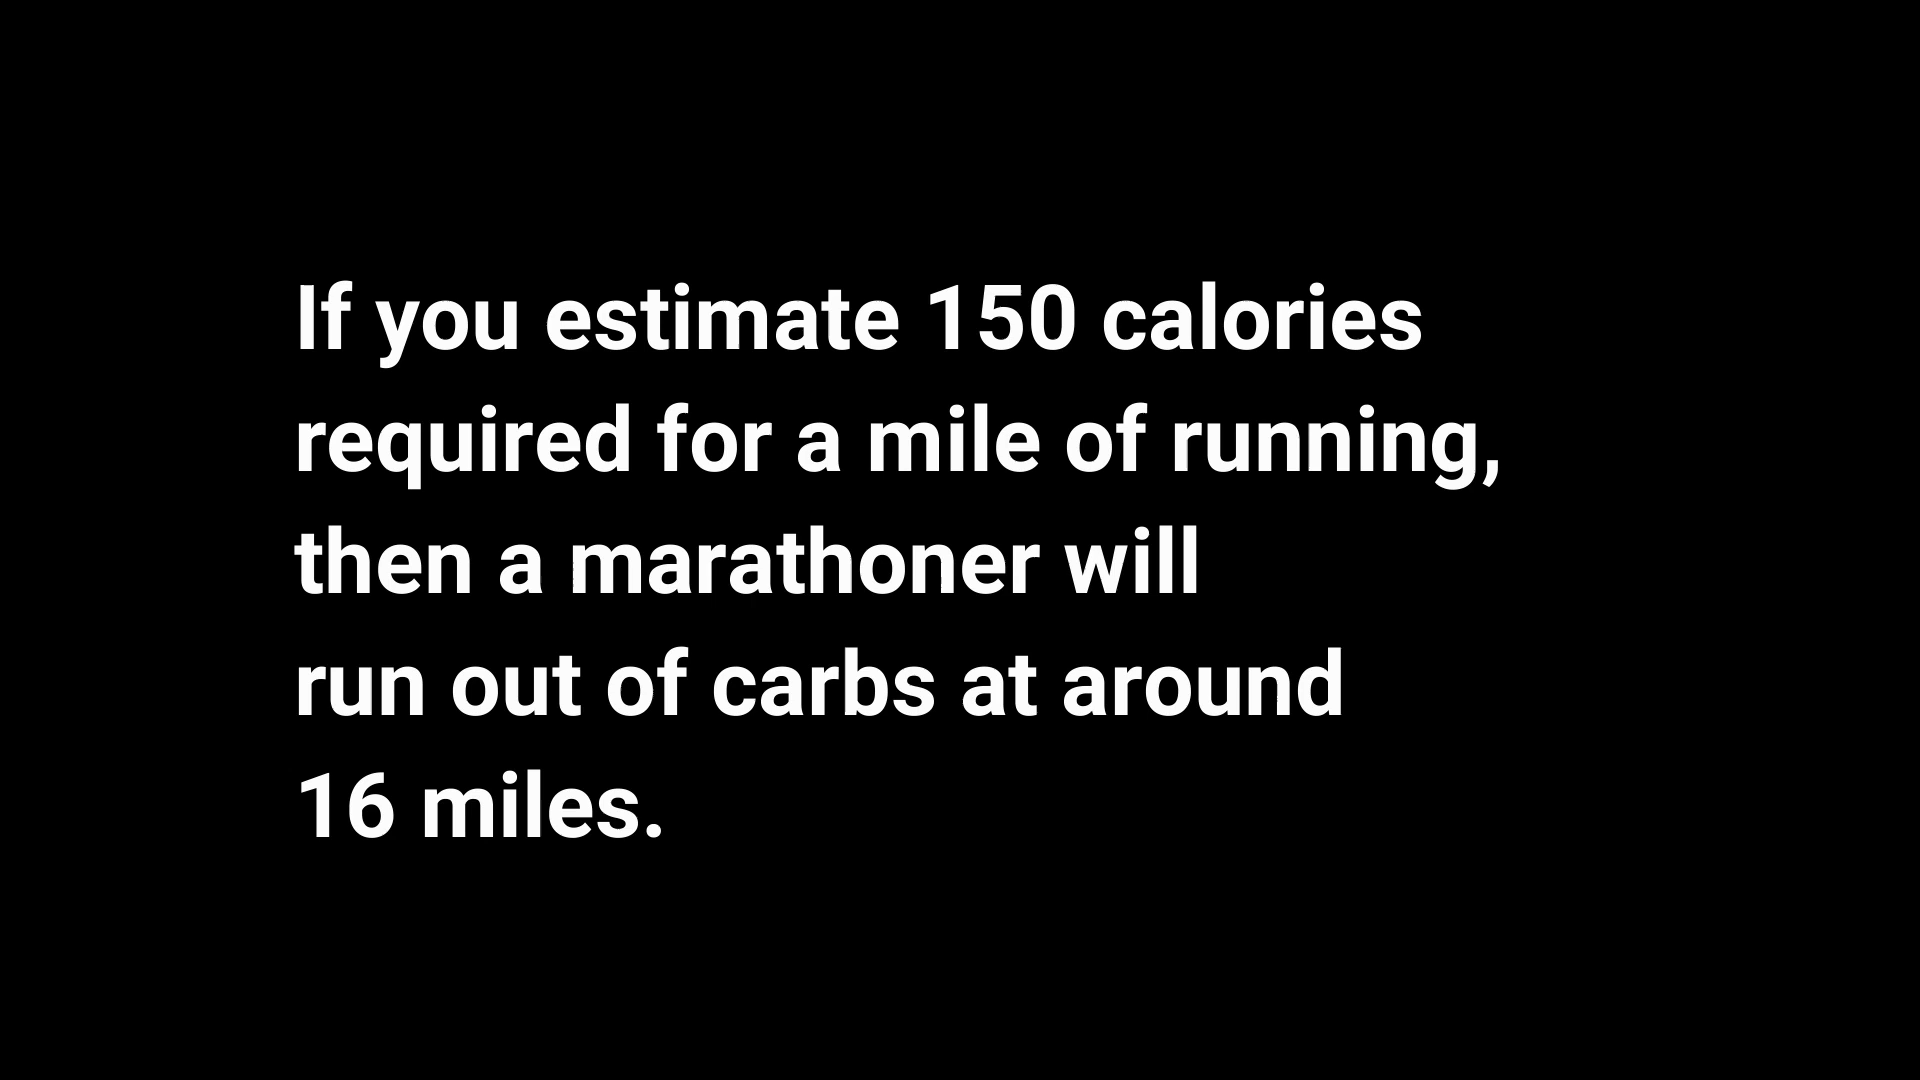 If you estimate 150 calories
required for a mile of running,
then a marathoner will
run out of carbs at around
16 miles.